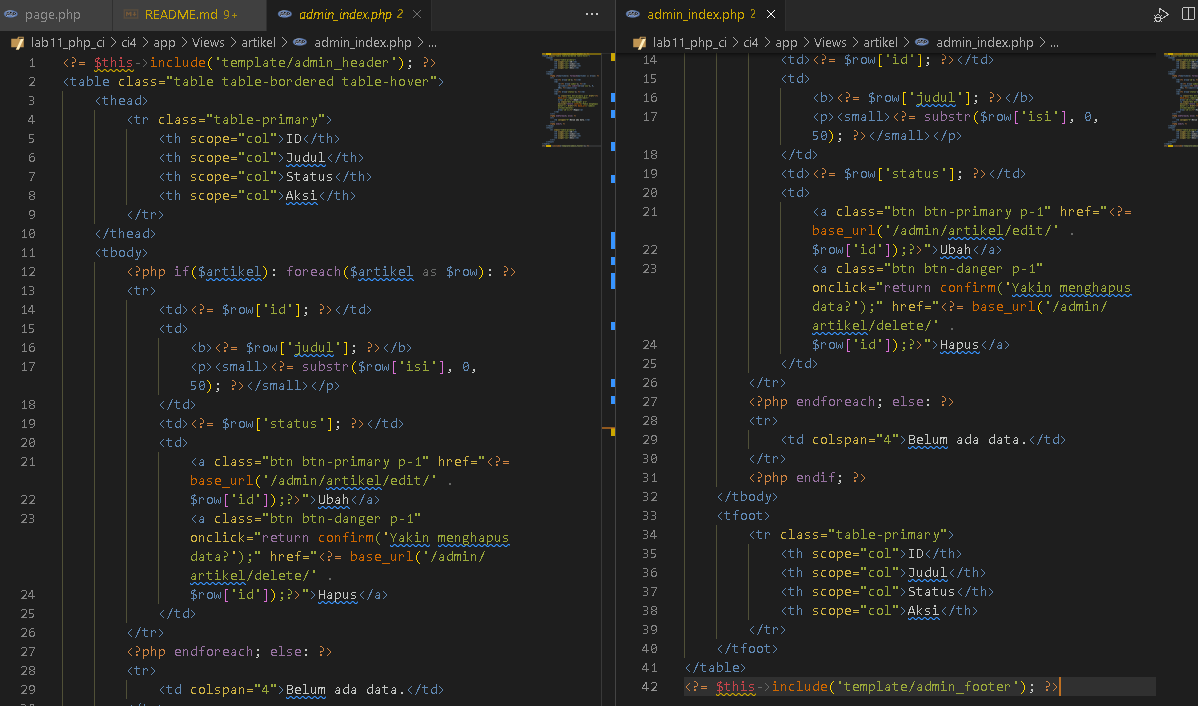 page.php
README.md 9+
admin_index.php 2
lab11_php_ci > ci4 > app > Views > artikel > admin_index.php > ...
1 <?= $this->include('template/admin_header'); ?>
2 <table class="table table-bordered table-hover">
3 <thead>
4 <tr class="table-primary">
5 <th scope="col">ID</th>
6 <th scope="col">Judul</th>
7 <th scope="col">Status</th>
8 <th scope="col">Aksi</th>
9 </tr>
10 </thead>
11 <tbody>
12 <?php if($artikel): foreach($artikel as $row): ?>
13 <tr>
14 <td><?= $row['id']; ?></td>
15 <td>
16 <b><?= $row['judul']; ?></b>
17 <p><small><?= substr($row['isi'], 0,
50); ?></small></p>
18 </td>
19 <td><?= $row['status']; ?></td>
20 <td>
21 <a class="btn btn-primary p-1" href="<?=
base_url('/admin/artikel/edit/' .
22 $row['id']);?>">Ubah</a>
23 <a class="btn btn-danger p-1"
onclick="return confirm('Yakin menghapus
data?');" href="<?= base_url('/admin/
artikel/delete/' .
24 $row['id']);?>">Hapus</a>
25 </td>
26 </tr>
27 <?php endforeach; else: ?>
28 <tr>
29 <td colspan="4">Belum ada data.</td>
admin_index.php 2
lab11_php_ci > ci4 > app > Views > artikel > admin_index.php > ...
14 <td><?= $row['id']; ?></td>
15 <td>
16 <b><?= $row['judul']; ?></b>
17 <p><small><?= substr($row['isi'], 0,
50); ?></small></p>
18 </td>
19 <td><?= $row['status']; ?></td>
20 <td>
21 <a class="btn btn-primary p-1" href="<?=
base_url('/admin/artikel/edit/' .
22 $row['id']);?>">Ubah</a>
23 <a class="btn btn-danger p-1"
onclick="return confirm('Yakin menghapus
data?');" href="<?= base_url('/admin/
artikel/delete/' .
24 $row['id']);?>">Hapus</a>
25 </td>
26 </tr>
27 <?php endforeach; else: ?>
28 <tr>
29 <td colspan="4">Belum ada data.</td>
30 </tr>
31 <?php endif; ?>
32 </tbody>
33 <tfoot>
34 <tr class="table-primary">
35 <th scope="col">ID</th>
36 <th scope="col">Judul</th>
37 <th scope="col">Status</th>
38 <th scope="col">Aksi</th>
39 </tr>
40 </tfoot>
41 </table>
42 <?= $this->include('template/admin_footer'); ?>